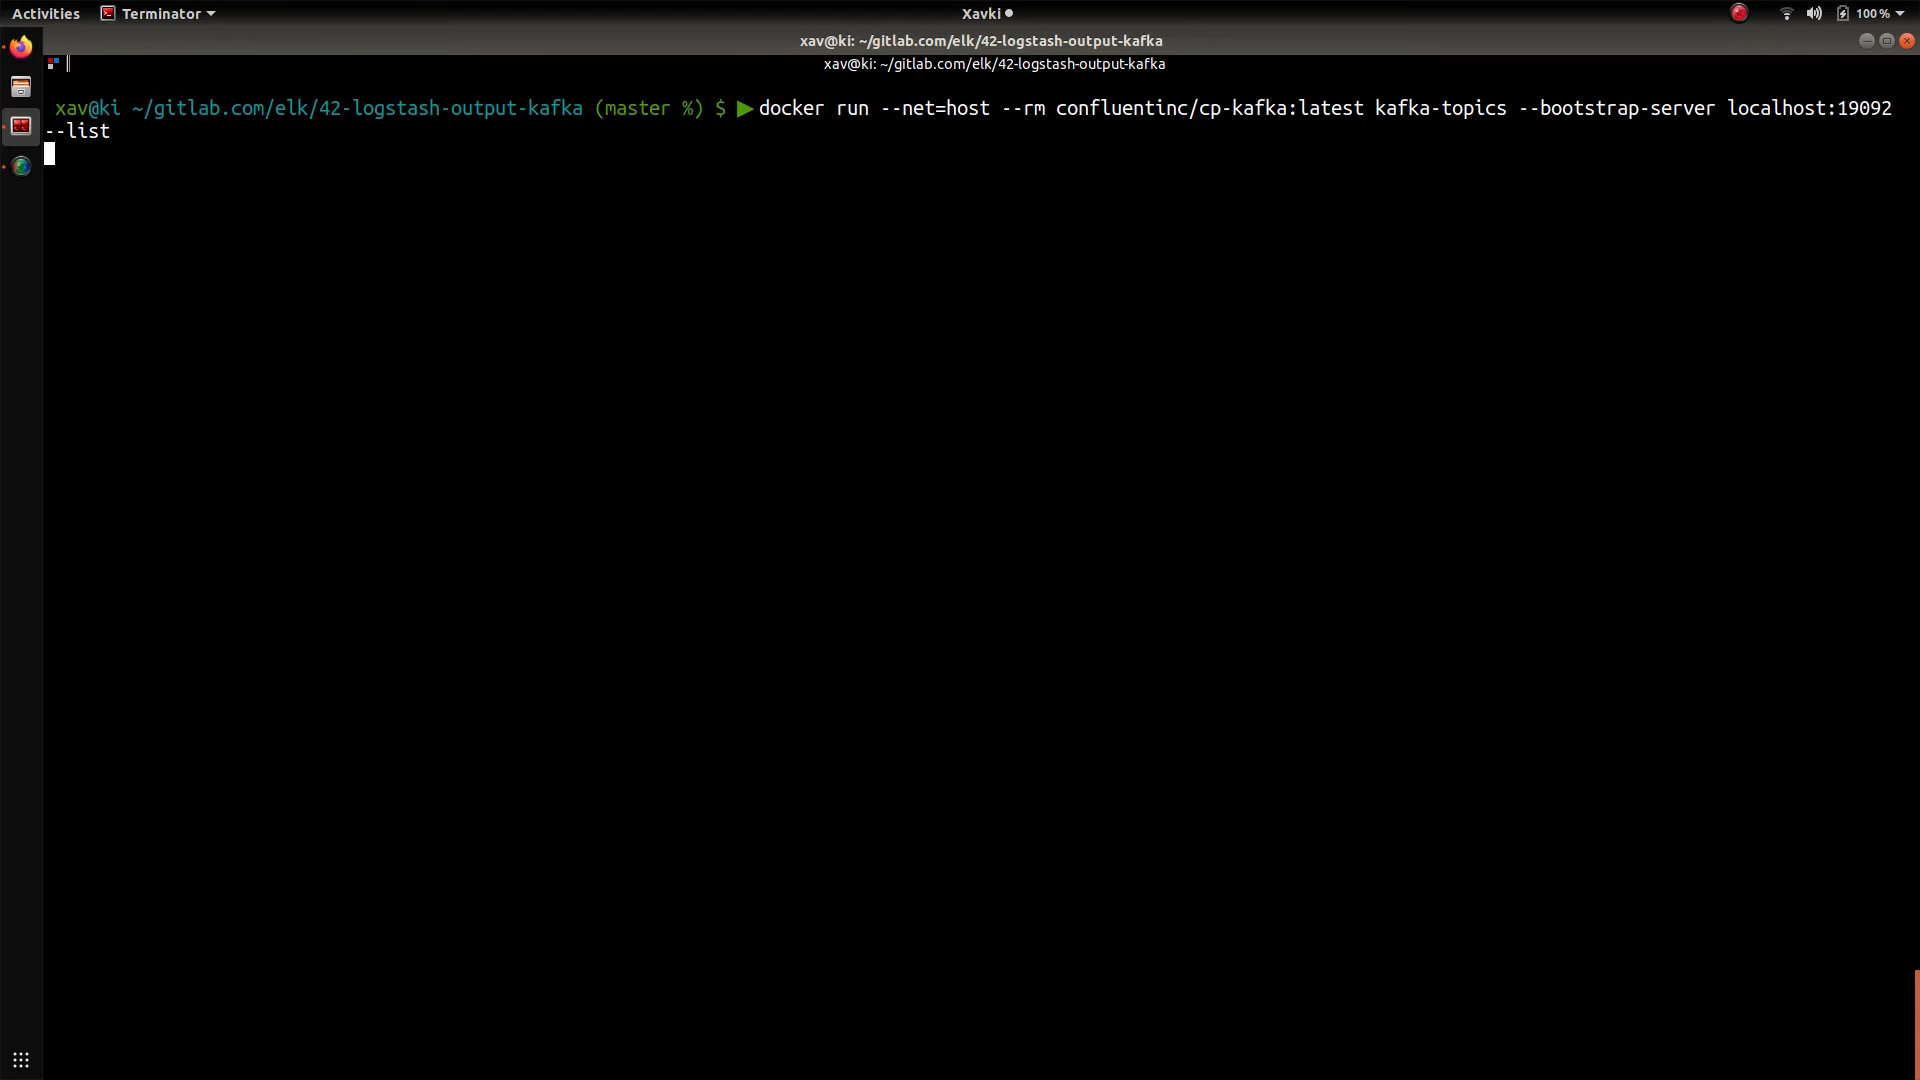 Activities Terminator Xavki 100 %
xav@ki: ~/gitlab.com/elk/42-logstash-output-kafka
xav@ki: ~/gitlab.com/elk/42-logstash-output-kafka
xav@ki ~/gitlab.com/elk/42-logstash-output-kafka (master %) $ ▶docker run --net=host --rm confluentinc/cp-kafka:latest kafka-topics --bootstrap-server localhost:19092
--list